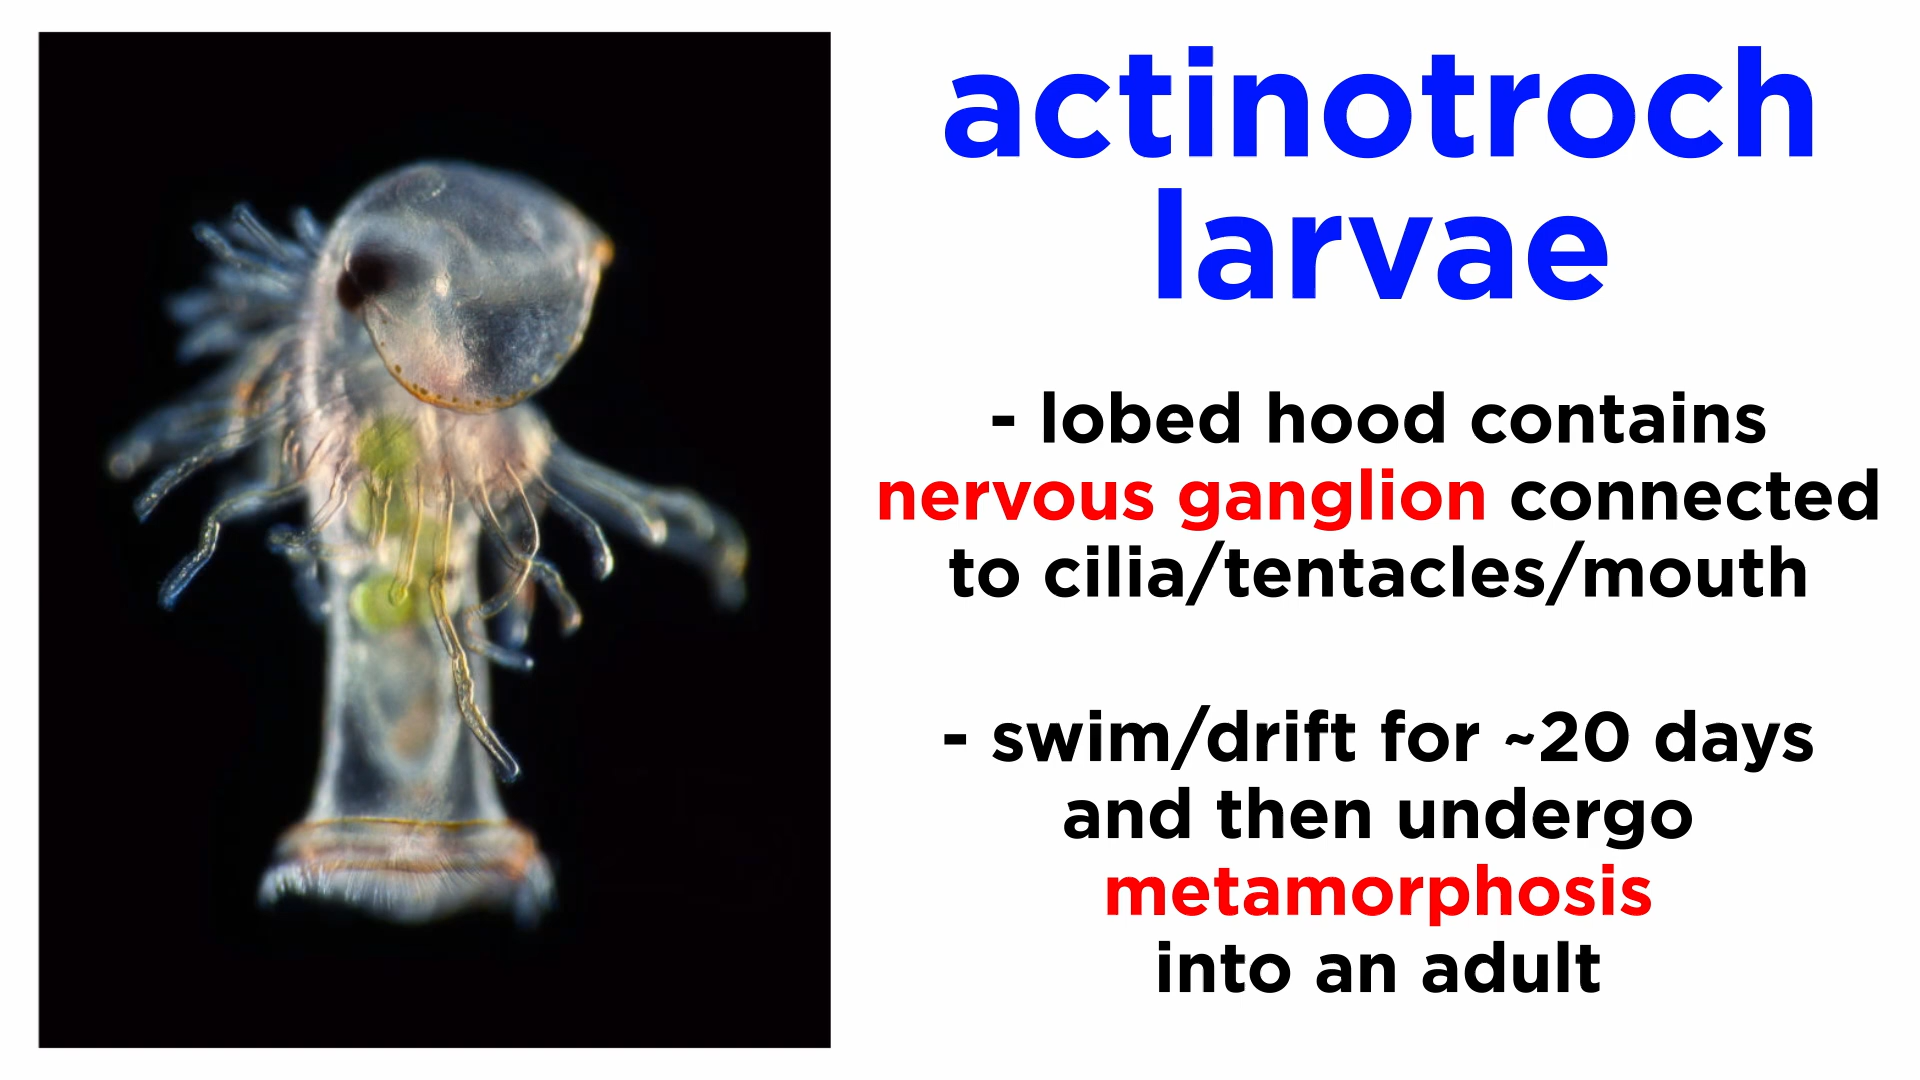 actinotroch
larvae
- lobed hood contains
nervous ganglion connected
to cilia/tentacles/mouth
- swim/drift for ~20 days
and then undergo
metamorphosis
into an adult